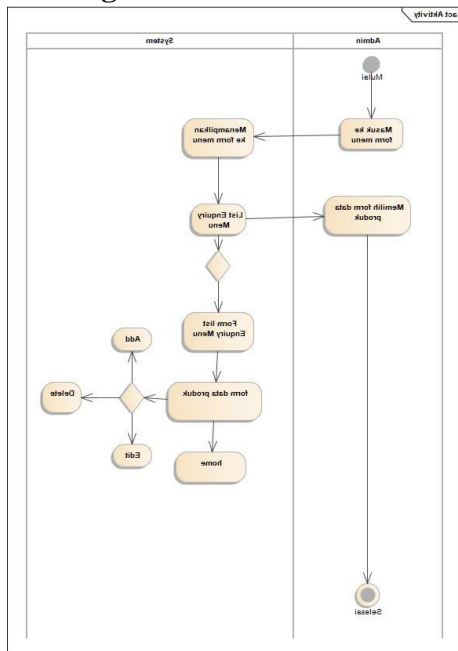 act Aktivity
Admin
System
Mulai
Masuk ke
form menu
Menampilkan
ke form menu
Memilih form data
produk
List Enquiry
Menu
Form list
Enquiry Menu
form data produk
Add
Delete
Edit
home
Selesai